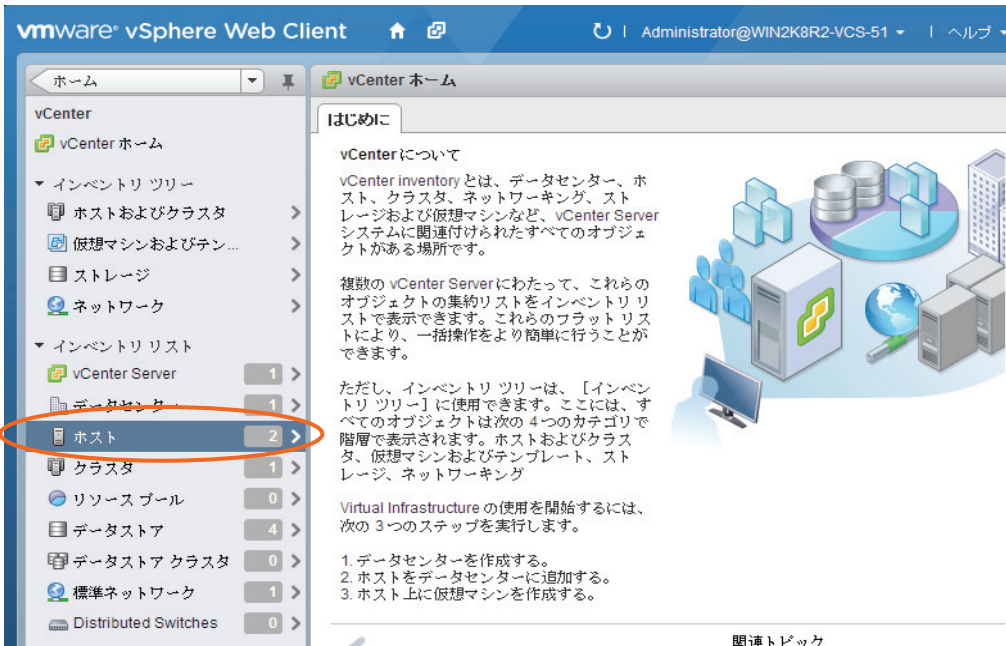 vmware® vSphere Web Client
Administrator@WIN2K8R2-VCS-51
ヘルプ
ホーム
vCenter
vCenter ホーム
インベントリ ツリー
ホストおよびクラスタ
仮想マシンおよびテン...
ストレージ
ネットワーク
インベントリ リスト
vCenter Server 1
データセンター 1
ホスト 2
クラスタ 1
リソース プール 0
データストア 4
データストア クラスタ 0
標準ネットワーク 1
Distributed Switches 0
vCenter ホーム
はじめに
vCenter について
vCenter inventory とは、データセンター、ホ
スト、クラスタ、ネットワーキング、スト
レージおよび仮想マシンなど、vCenter Server
システムに関連付けられたすべてのオブジェ
クトがある場所です。
複数の vCenter Server にわたって、これらの
オブジェクトの集約リストをインベントリ リ
ストで表示できます。これらのフラット リス
トにより、一括操作をより簡単に行うことが
できます。
ただし、インベントリ ツリーは、[インベン
トリ ツリー] に使用できます。ここには、す
べてのオブジェクトは次の 4 つのカテゴリで
階層で表示されます。ホストおよびクラス
タ、仮想マシンおよびテンプレート、スト
レージ、ネットワーキング
Virtual Infrastructure の使用を開始するには、
次の 3 つのステップを実行します。
1. データセンターを作成する。
2. ホストをデータセンターに追加する。
3. ホスト上に仮想マシンを作成する。
関連トピック